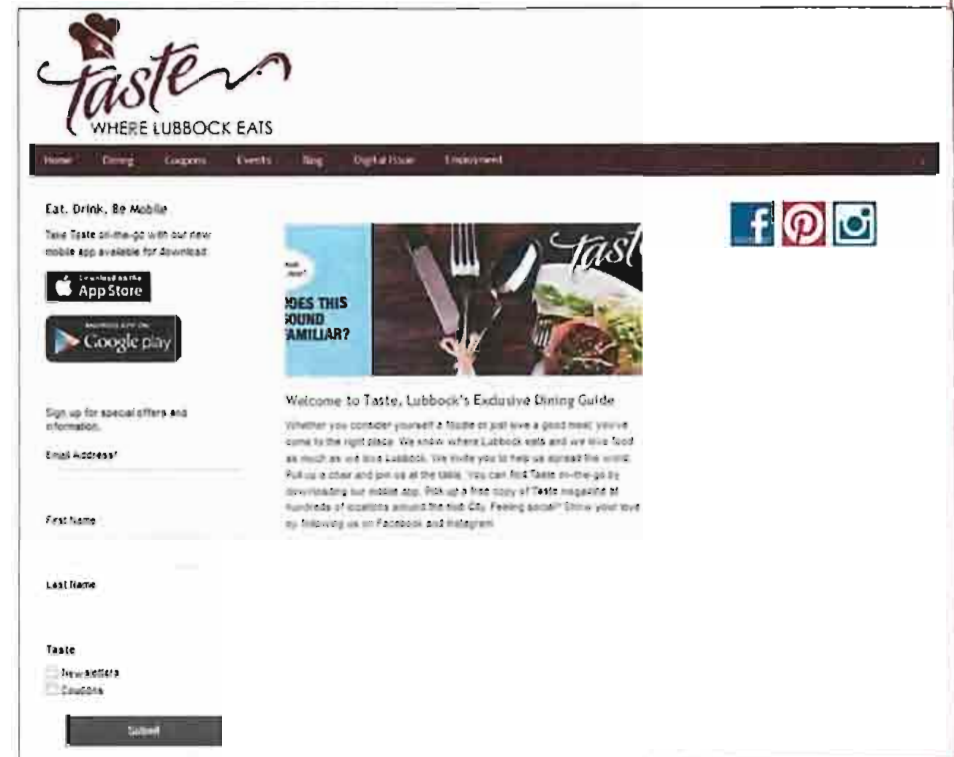 Taste
WHERE LUBBOCK EATS
Home Dining Coupons Events Blog Digital Issue Employment
Eat, Drink, Be Mobile
Take Taste on-the-go with our new
mobile app available for download
Download on the
App Store
ANDROID APP ON
Google play
Sign up for special offers and
information.
Email Address*
First Name
Last Name
Taste
Newsletters
Coupons
Submit
DOES THIS
SOUND
FAMILIAR?
Tast
Welcome to Taste, Lubbock's Exclusive Dining Guide
Whether you consider yourself a foodie or just love a good meal, you've
come to the right place. We know where Lubbock eats and we love food
as much as we love Lubbock. We invite you to help us spread the word.
Pull up a chair and join us at the table. You can find Taste on-the-go by
downloading our mobile app. Pick up a free copy of Taste magazine at
hundreds of locations around the Hub City. Feeling social? Show your love
by following us on Facebook and Instagram